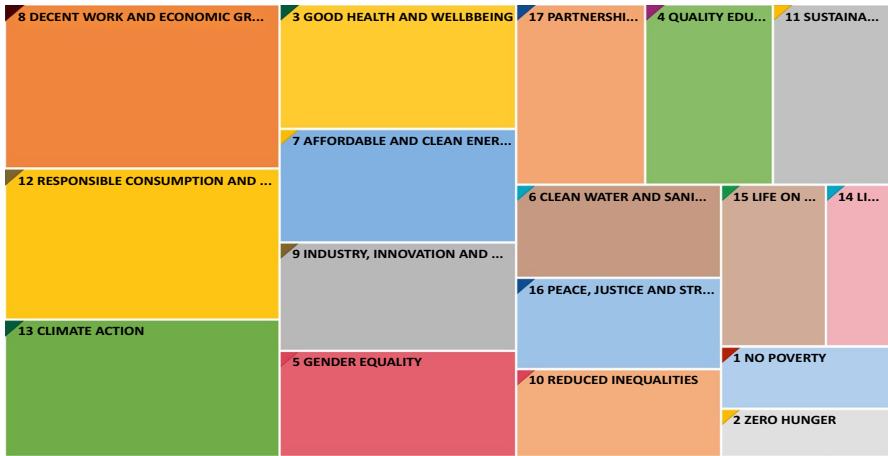 8 DECENT WORK AND ECONOMIC GR...
3 GOOD HEALTH AND WELLBBEING
17 PARTNERSHI...
4 QUALITY EDU...
11 SUSTAINA...
7 AFFORDABLE AND CLEAN ENER...
12 RESPONSIBLE CONSUMPTION AND ...
6 CLEAN WATER AND SANI...
15 LIFE ON ...
14 LI...
9 INDUSTRY, INNOVATION AND ...
16 PEACE, JUSTICE AND STR...
13 CLIMATE ACTION
5 GENDER EQUALITY
1 NO POVERTY
10 REDUCED INEQUALITIES
2 ZERO HUNGER